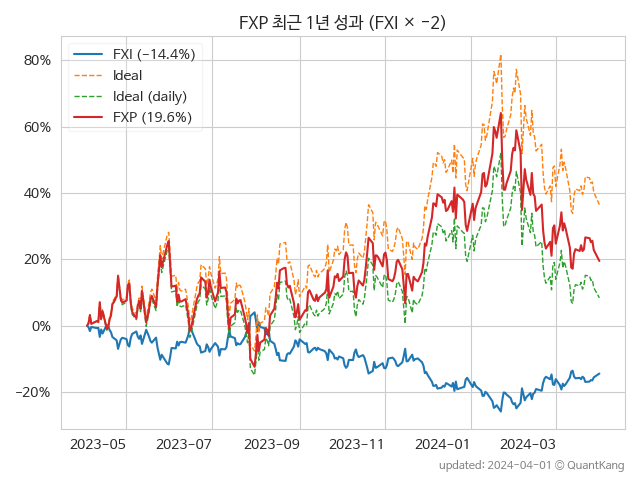 FXP 최근 1년 성과 (FXI × −2)
FXI (−14.4%)
Ideal
Ideal (daily)
FXP (19.6%)
80%
60%
40%
20%
0%
−20%
2023-05 2023-07 2023-09 2023-11 2024-01 2024-03
updated: 2024-04-01 © QuantKang